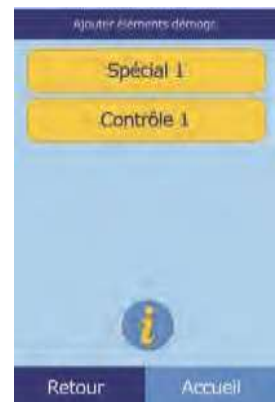 Ajouter éléments démogr.
Spécial 1
Contrôle 1
i
Retour Accueil